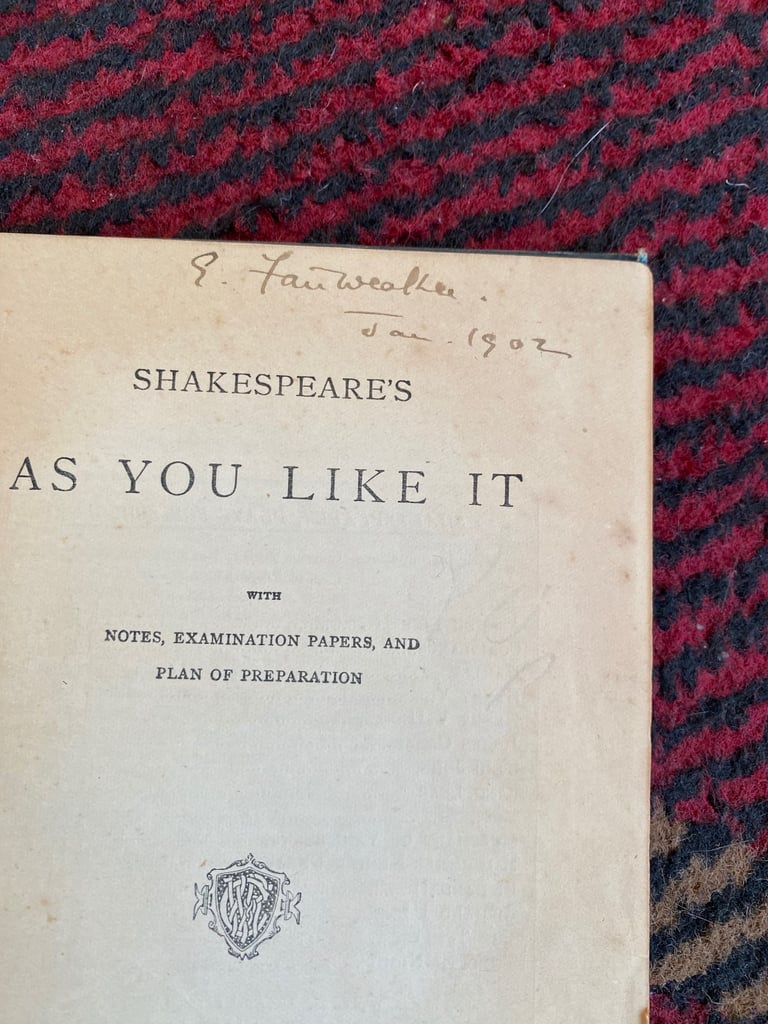 E. Fairweather.
Jan. 1902
SHAKESPEARE'S
AS YOU LIKE IT
WITH
NOTES, EXAMINATION PAPERS, AND
PLAN OF PREPARATION